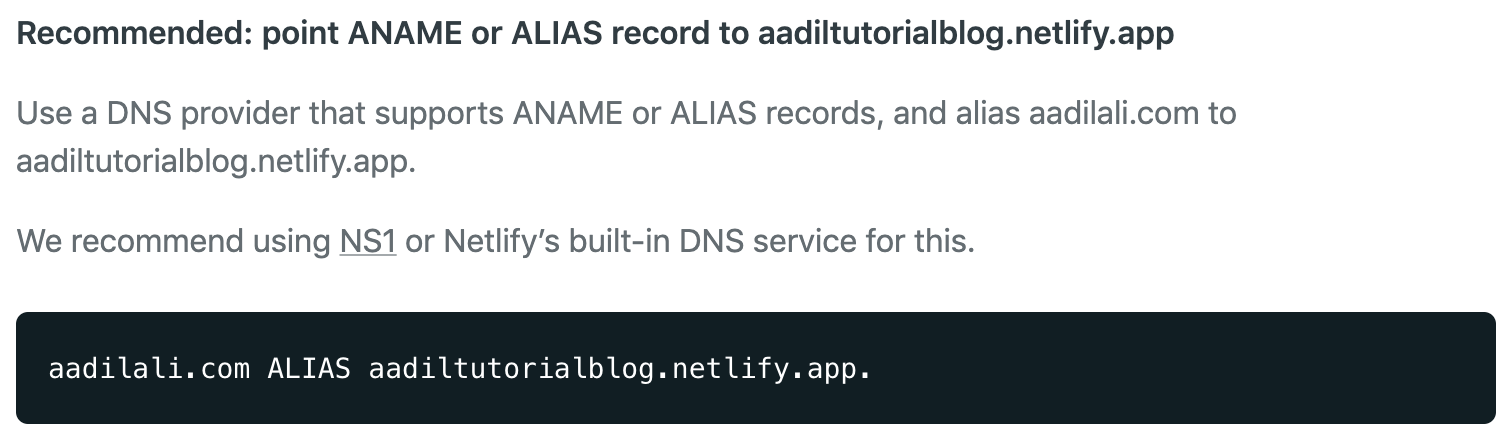 Recommended: point ANAME or ALIAS record to aadiltutorialblog.netlify.app
Use a DNS provider that supports ANAME or ALIAS records, and alias aadilali.com to
aadiltutorialblog.netlify.app.
We recommend using NS1 or Netlify’s built-in DNS service for this.
aadilali.com ALIAS aadiltutorialblog.netlify.app.